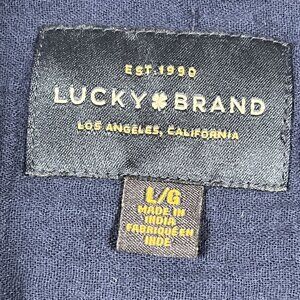 EST.1990
LUCKY BRAND
LOS ANGELES, CALIFORNIA
L/G
MADE IN
INDIA
FABRIQUÉ EN
INDE